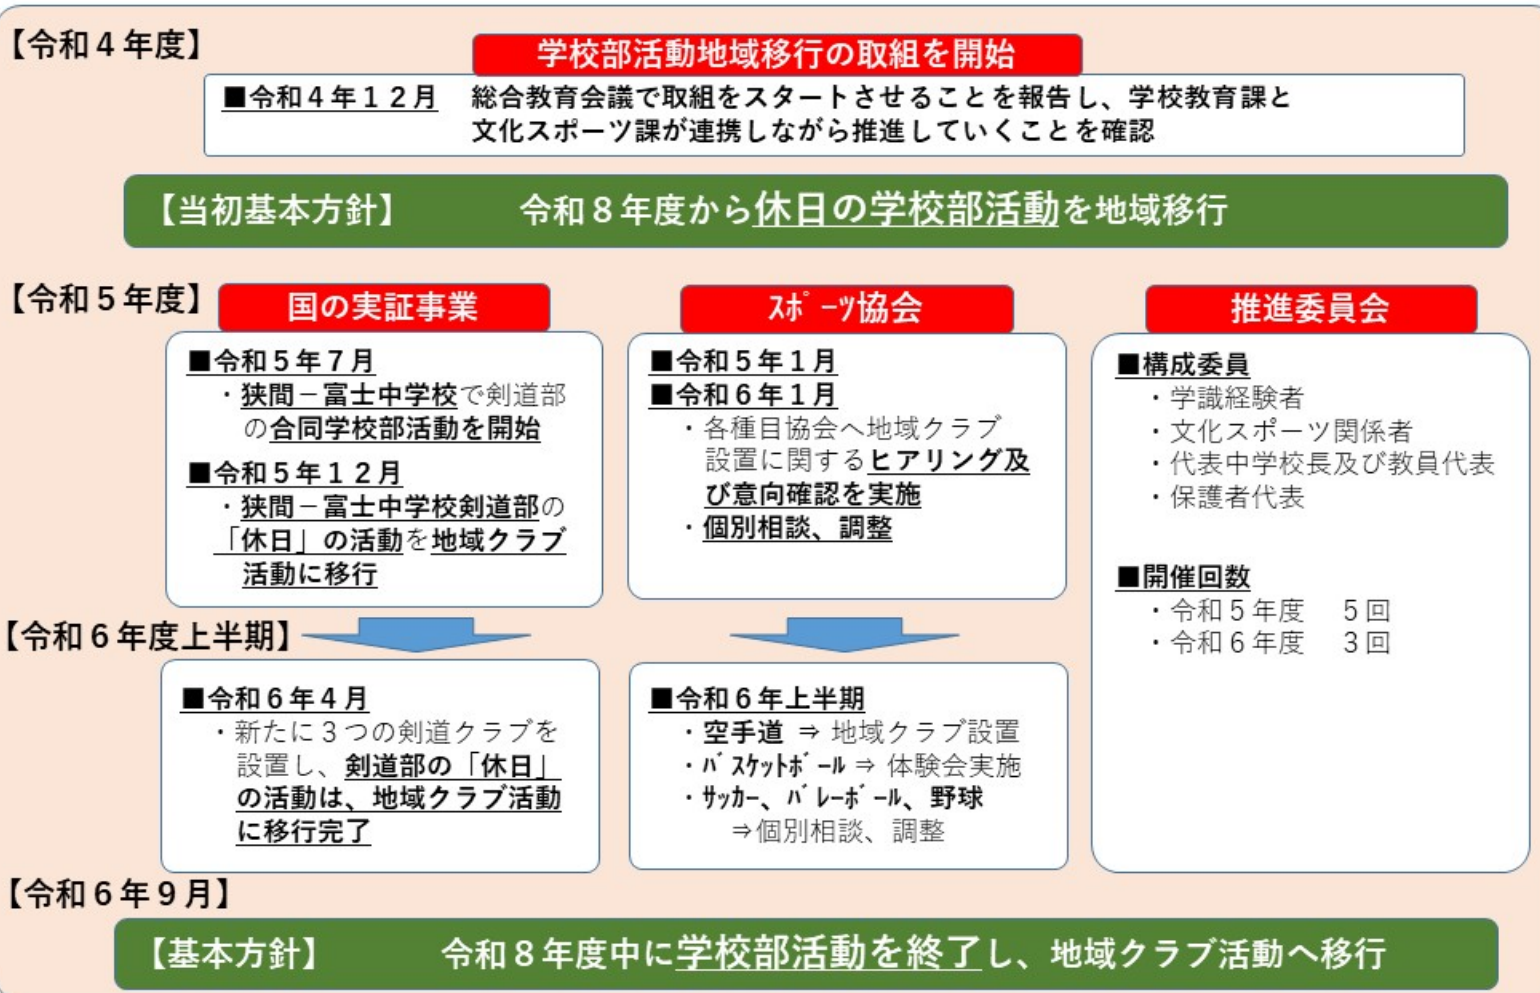 【令和４年度】
学校部活動地域移行の取組を開始
■令和４年１２月　総合教育会議で取組をスタートさせることを報告し、学校教育課と
文化スポーツ課が連携しながら推進していくことを確認
【当初基本方針】　　　令和８年度から休日の学校部活動を地域移行
【令和５年度】
国の実証事業
■令和５年７月
・狭間－富士中学校で剣道部
の合同学校部活動を開始
■令和５年１２月
・狭間－富士中学校剣道部の
「休日」の活動を地域クラブ
活動に移行
ｽﾎﾟｰﾂ協会
■令和５年１月
■令和６年１月
・各種目協会へ地域クラブ
設置に関するヒアリング及
び意向確認を実施
・個別相談、調整
推進委員会
■構成委員
・学識経験者
・文化スポーツ関係者
・代表中学校長及び教員代表
・保護者代表
■開催回数
・令和５年度　５回
・令和６年度　３回
【令和６年度上半期】
■令和６年４月
・新たに３つの剣道クラブを
設置し、剣道部の「休日」
の活動は、地域クラブ活動
に移行完了
■令和６年上半期
・空手道 ⇒ 地域クラブ設置
・ﾊﾞｽｹｯﾄﾎﾞｰﾙ ⇒ 体験会実施
・ｻｯｶｰ、ﾊﾞﾚｰﾎﾞｰﾙ、野球
⇒個別相談、調整
【令和６年９月】
【基本方針】　　　令和８年度中に学校部活動を終了し、地域クラブ活動へ移行